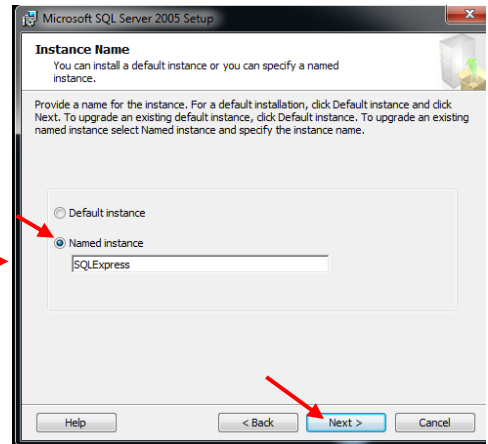 Microsoft SQL Server 2005 Setup
Instance Name
You can install a default instance or you can specify a named
instance.
Provide a name for the instance. For a default installation, click Default instance and click
Next. To upgrade an existing default instance, click Default instance. To upgrade an existing
named instance select Named instance and specify the instance name.
Default instance
Named instance
SQLExpress
Help
< Back
Next >
Cancel